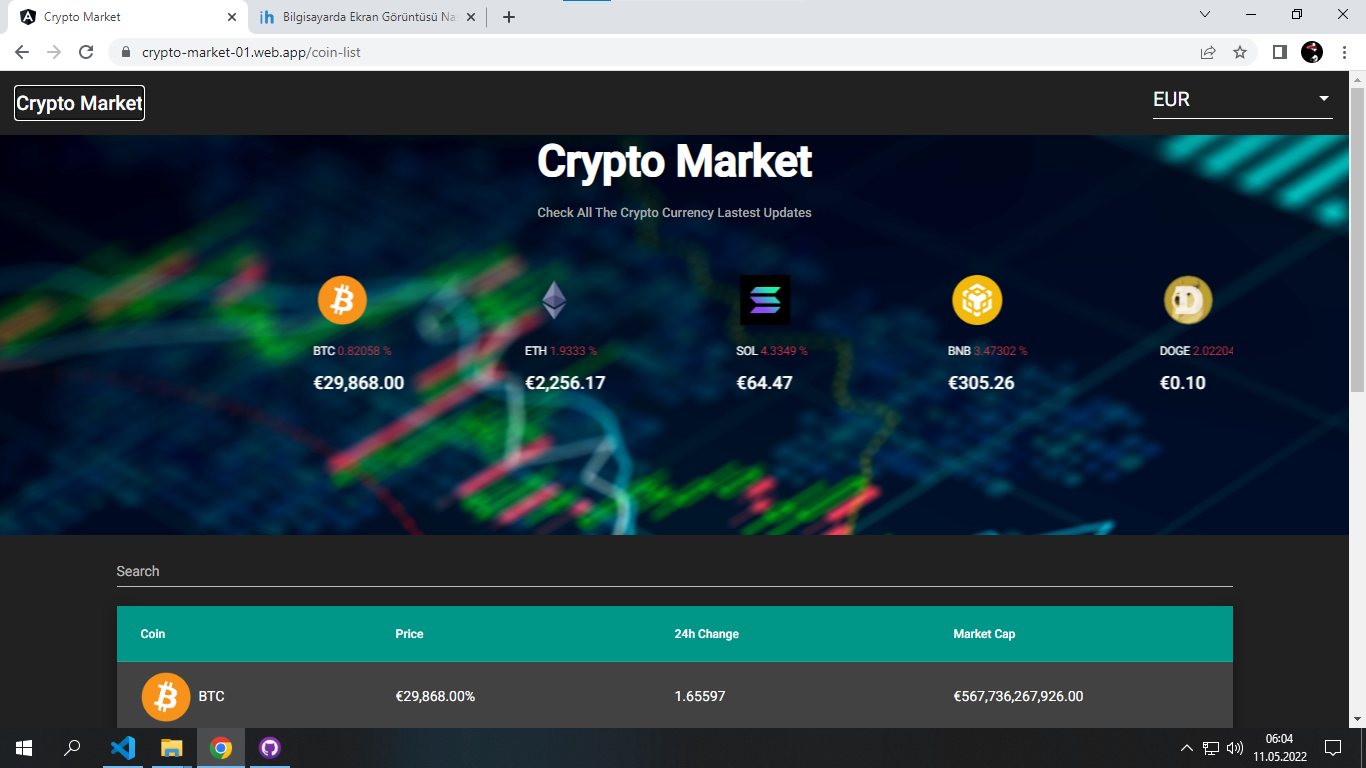 Crypto Market
Bilgisayarda Ekran Görüntüsü Na
crypto-market-01.web.app/coin-list
Crypto Market
EUR
Crypto Market
Check All The Crypto Currency Lastest Updates
BTC 0.82058 %
€29,868.00
ETH 1.9333 %
€2,256.17
SOL 4.3349 %
€64.47
BNB 3.47302 %
€305.26
DOGE 2.02204
€0.10
Search
Coin Price 24h Change Market Cap
BTC €29,868.00% 1.65597 €567,736,267,926.00
06:04
11.05.2022